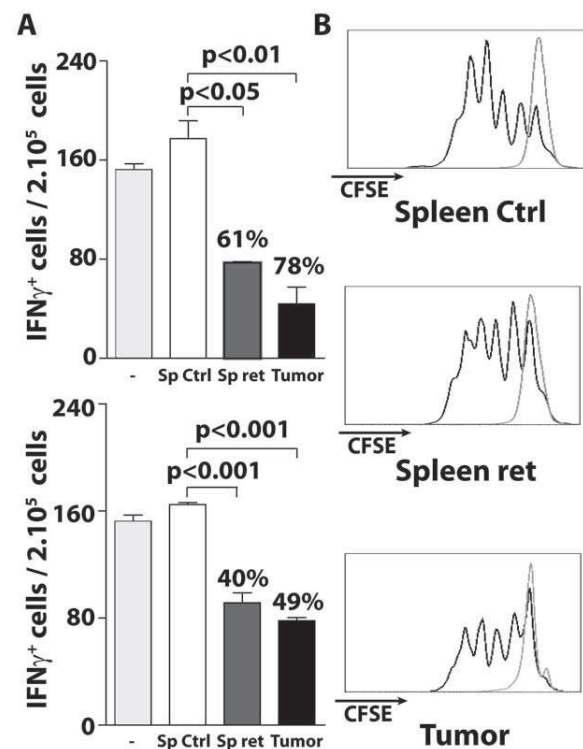 A
IFNγ⁺ cells / 2.10⁵ cells
240
160
80
0
p<0.01
p<0.05
61%
78%
- Sp Ctrl Sp ret Tumor
IFNγ⁺ cells / 2.10⁵ cells
240
160
80
0
p<0.001
p<0.001
40%
49%
- Sp Ctrl Sp ret Tumor
B
CFSE
Spleen Ctrl
CFSE
Spleen ret
CFSE
Tumor